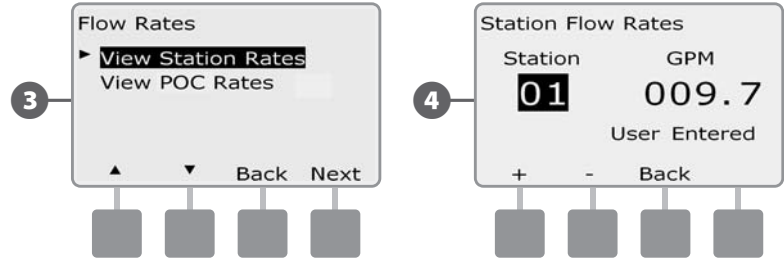 3
Flow Rates
► View Station Rates
View POC Rates
▲ ▼ Back Next
4
Station Flow Rates
Station GPM
01 009.7
User Entered
+ - Back